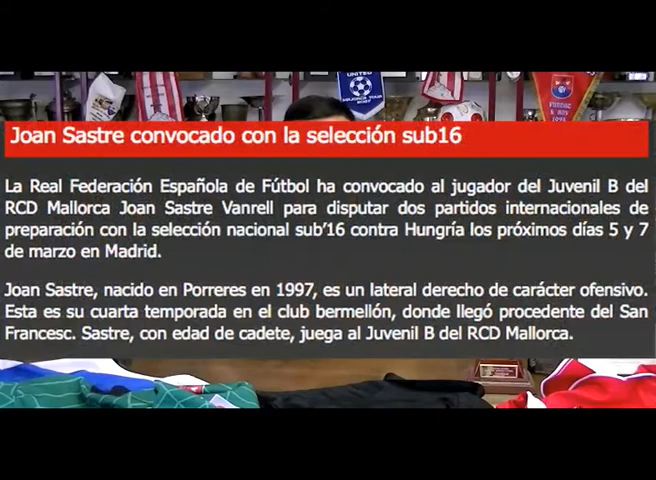 UNITED
MAJORCA TOUR
FUNDAC
Joan Sastre convocado con la selección sub16
La Real Federación Española de Fútbol ha convocado al jugador del Juvenil B del
RCD Mallorca Joan Sastre Vanrell para disputar dos partidos internacionales de
preparación con la selección nacional sub'16 contra Hungría los próximos días 5 y 7
de marzo en Madrid.
Joan Sastre, nacido en Porreres en 1997, es un lateral derecho de carácter ofensivo.
Esta es su cuarta temporada en el club bermellón, donde llegó procedente del San
Francesc. Sastre, con edad de cadete, juega al Juvenil B del RCD Mallorca.